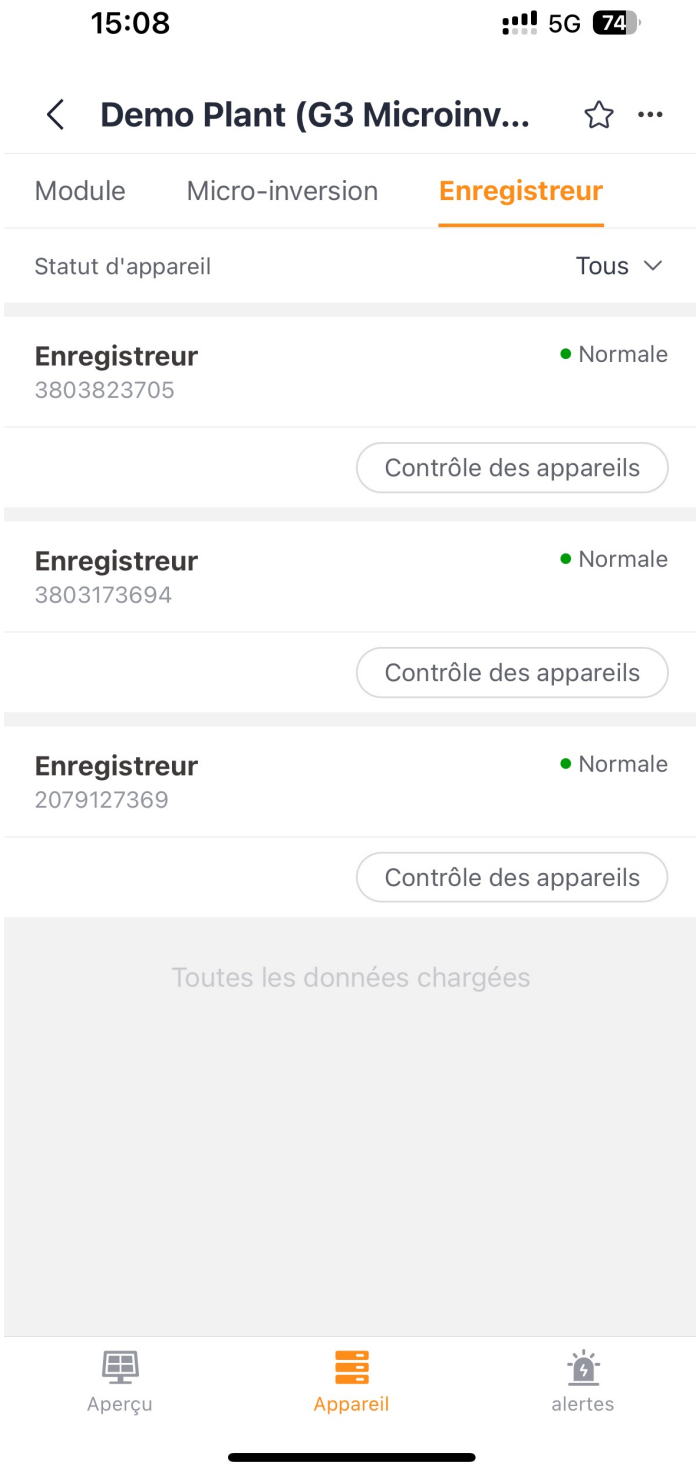 15:08 5G 74
Demo Plant (G3 Microinv...
Module Micro-inversion Enregistreur
Statut d'appareil Tous
Enregistreur Normale
3803823705
Contrôle des appareils
Enregistreur Normale
3803173694
Contrôle des appareils
Enregistreur Normale
2079127369
Contrôle des appareils
Toutes les données chargées
Aperçu Appareil alertes